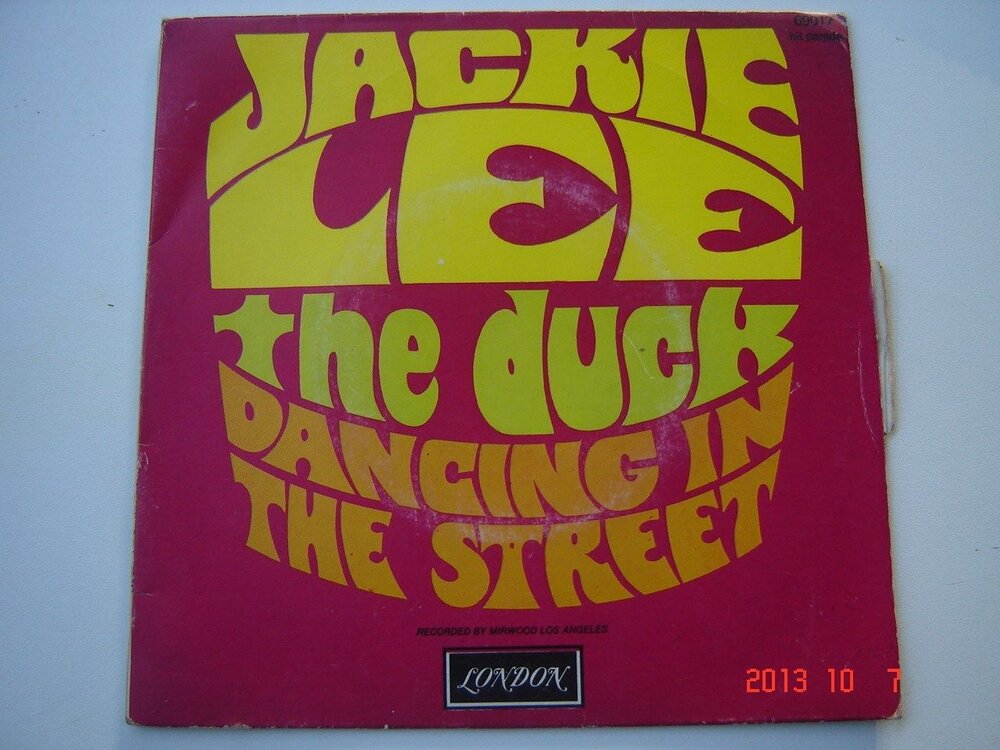 69017
hit parade
JACKIE
LEE
the duck
DANCING IN
THE STREET
RECORDED BY MIRWOOD LOS ANGELES
LONDON
2013 10 7